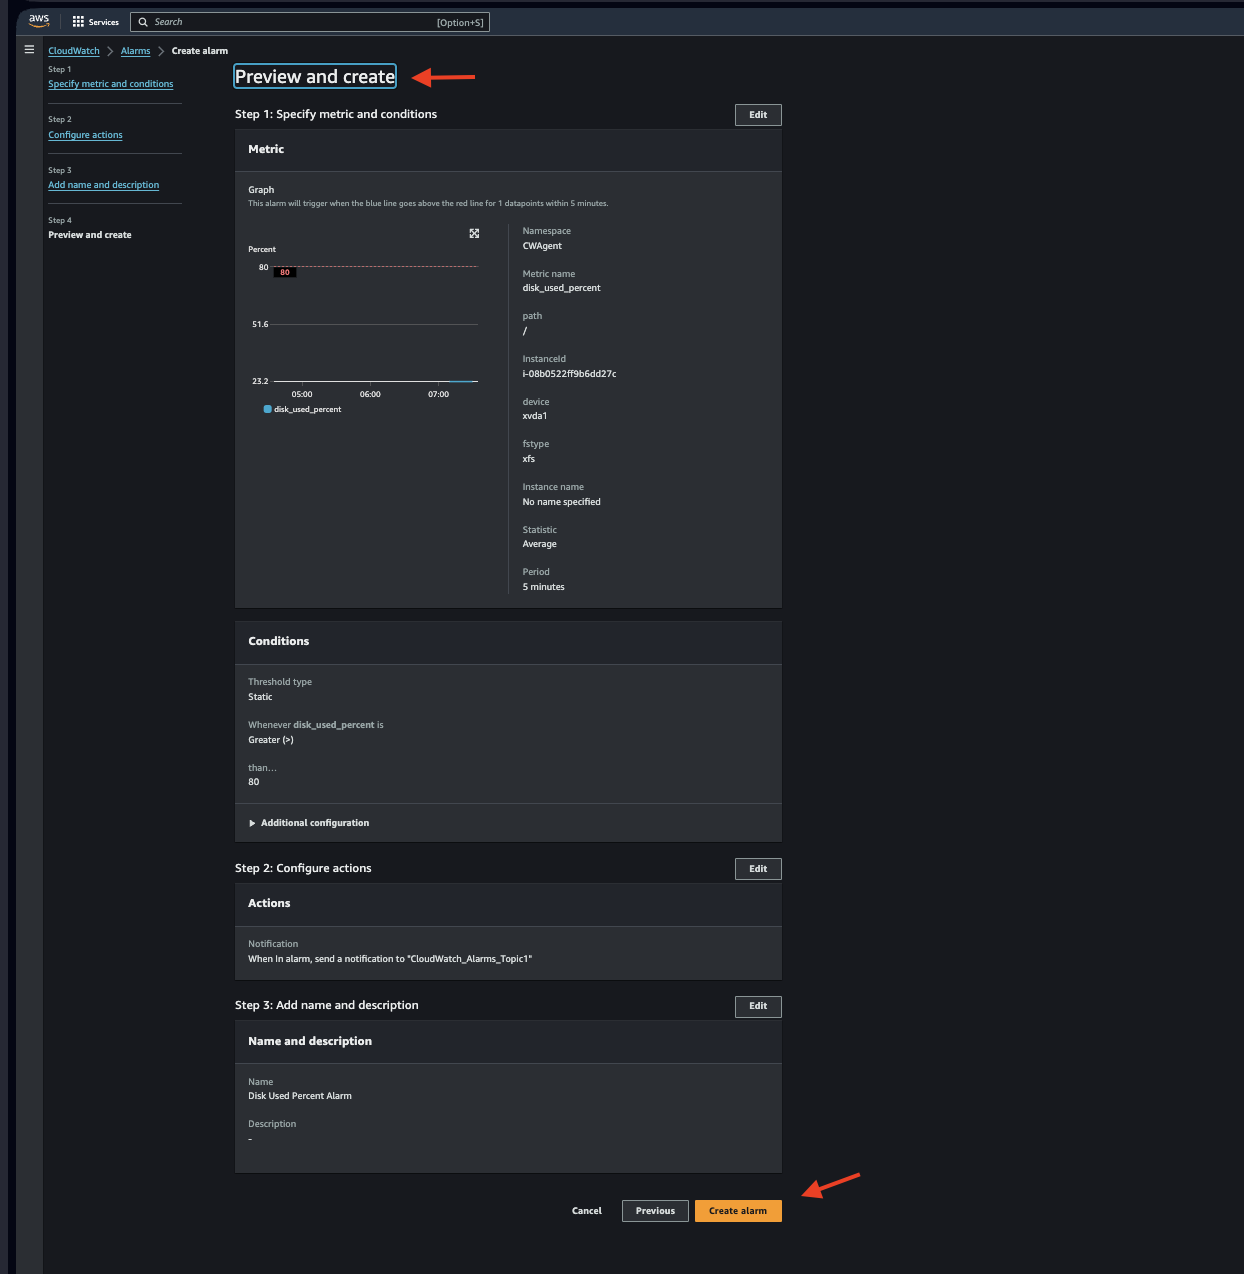 aws
Services
Search
[Option+S]
CloudWatch
Alarms
Create alarm
Step 1
Specify metric and conditions
Step 2
Configure actions
Step 3
Add name and description
Step 4
Preview and create
Preview and create
Step 1: Specify metric and conditions
Edit
Metric
Graph
This alarm will trigger when the blue line goes above the red line for 1 datapoints within 5 minutes.
Percent
80
80
51.6
23.2
05:00
06:00
07:00
disk_used_percent
Namespace
CWAgent
Metric name
disk_used_percent
path
/
InstanceId
i-08b0522ff9b6dd27c
device
xvda1
fstype
xfs
Instance name
No name specified
Statistic
Average
Period
5 minutes
Conditions
Threshold type
Static
Whenever disk_used_percent is
Greater (>)
than...
80
Additional configuration
Step 2: Configure actions
Edit
Actions
Notification
When In alarm, send a notification to "CloudWatch_Alarms_Topic1"
Step 3: Add name and description
Edit
Name and description
Name
Disk Used Percent Alarm
Description
-
Cancel
Previous
Create alarm